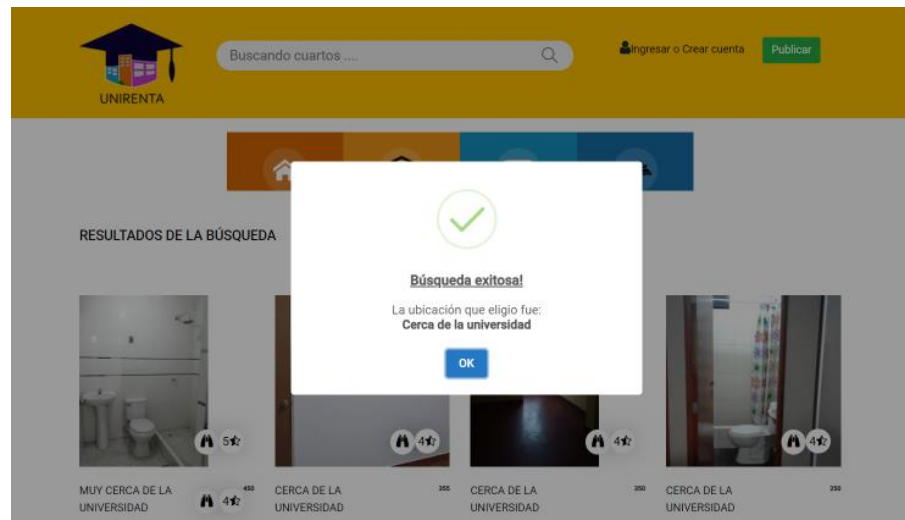 Buscando cuartos ....
Ingresar o Crear cuenta
Publicar
UNIRENTA
RESULTADOS DE LA BÚSQUEDA
Búsqueda exitosa!
La ubicación que eligio fue:
Cerca de la universidad
OK
5
4
4
4
MUY CERCA DE LA
UNIVERSIDAD
450
4
CERCA DE LA
UNIVERSIDAD
355
CERCA DE LA
UNIVERSIDAD
350
CERCA DE LA
UNIVERSIDAD
250